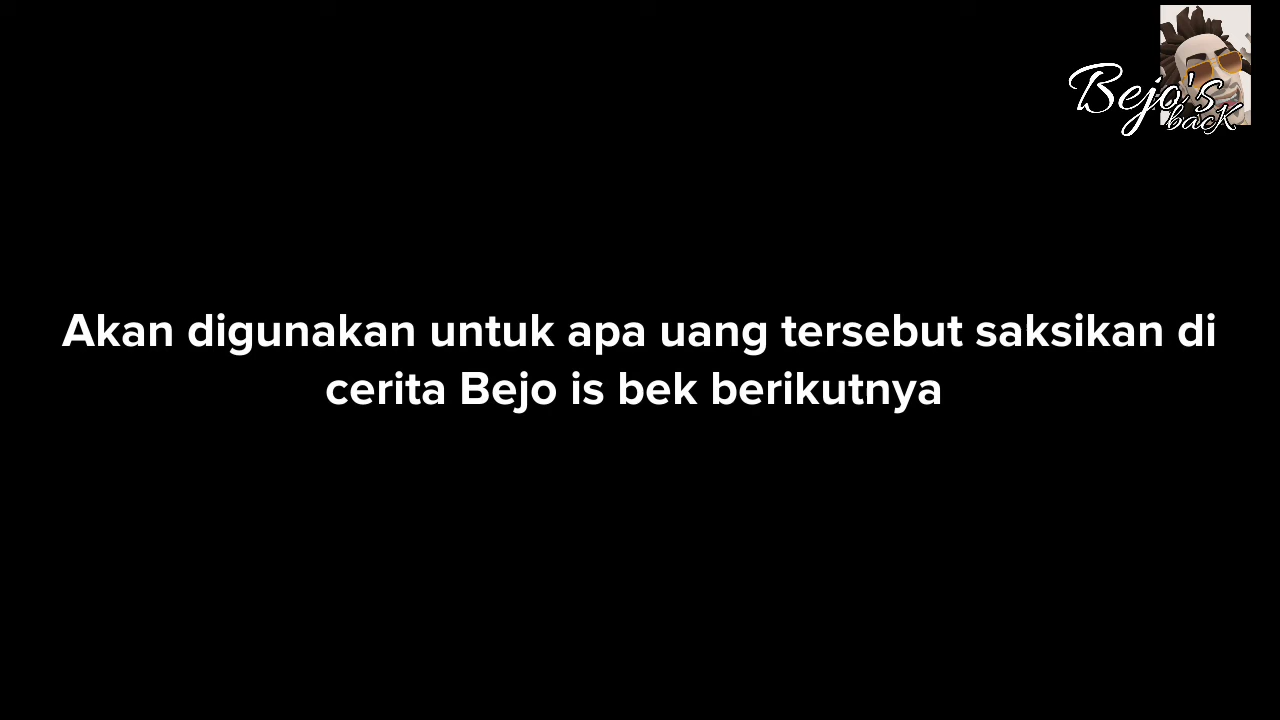 Bejo's
back
Akan digunakan untuk apa uang tersebut saksikan di
cerita Bejo is bek berikutnya